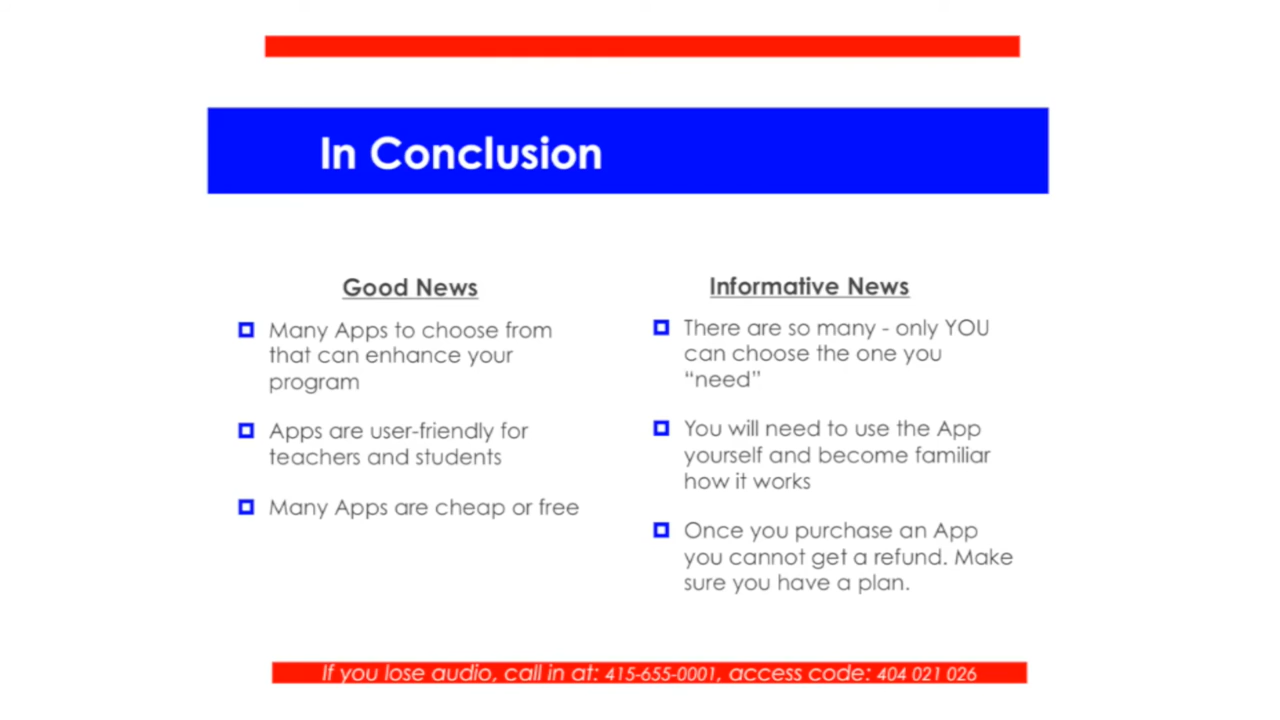 In Conclusion
Good News
Many Apps to choose from
that can enhance your
program
Apps are user-friendly for
teachers and students
Many Apps are cheap or free
Informative News
There are so many - only YOU
can choose the one you
“need”
You will need to use the App
yourself and become familiar
how it works
Once you purchase an App
you cannot get a refund. Make
sure you have a plan.
If you lose audio, call in at: 415-655-0001, access code: 404 021 026